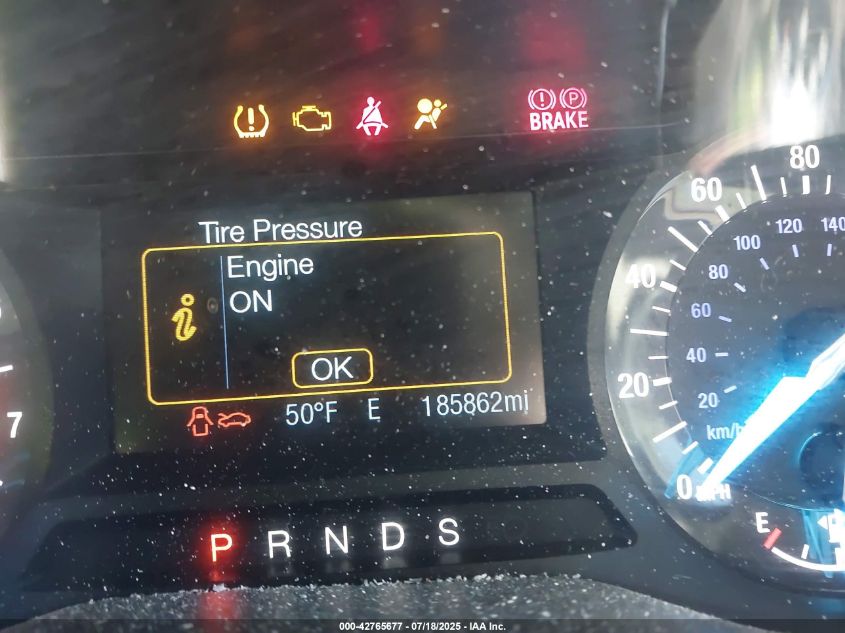 BRAKE
Tire Pressure
Engine
ON
OK
50°F E 185862mi
P R N D S
7
80
60
40
20
0 MPH
140
120
100
80
60
40
20
km/h
E
000-42765677 - 07/18/2025 - IAA Inc.